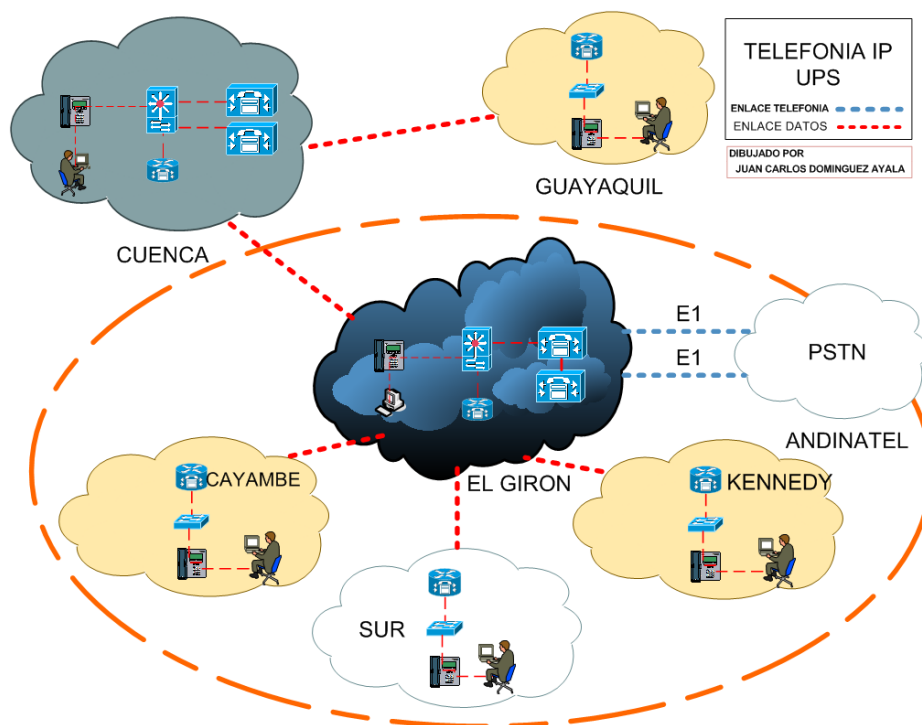 TELEFONIA IP
UPS
ENLACE TELEFONIA
ENLACE DATOS
DIBUJADO POR
JUAN CARLOS DOMINGUEZ AYALA
GUAYAQUIL
CUENCA
E1
E1
PSTN
ANDINATEL
EL GIRON
CAYAMBE
KENNEDY
SUR